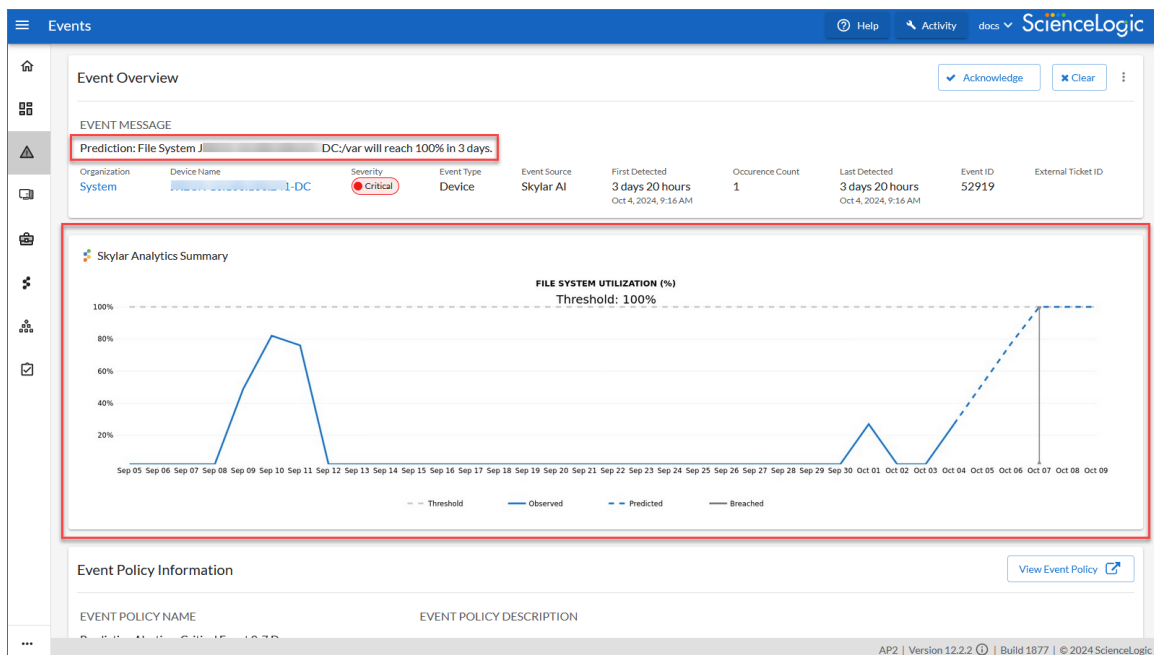 Events
Help
Activity
docs
ScienceLogic
Event Overview
Acknowledge
Clear
EVENT MESSAGE
Prediction: File System J DC:/var will reach 100% in 3 days.
Organization Device Name Severity Event Type Event Source First Detected Occurence Count Last Detected Event ID External Ticket ID
System 1-DC Critical Device Skylar AI 3 days 20 hours 1 3 days 20 hours 52919
Oct 4, 2024, 9:16 AM Oct 4, 2024, 9:16 AM
Skylar Analytics Summary
FILE SYSTEM UTILIZATION (%)
Threshold: 100%
100%
80%
60%
40%
20%
Sep 05 Sep 06 Sep 07 Sep 08 Sep 09 Sep 10 Sep 11 Sep 12 Sep 13 Sep 14 Sep 15 Sep 16 Sep 17 Sep 18 Sep 19 Sep 20 Sep 21 Sep 22 Sep 23 Sep 24 Sep 25 Sep 26 Sep 27 Sep 28 Sep 29 Sep 30 Oct 01 Oct 02 Oct 03 Oct 04 Oct 05 Oct 06 Oct 07 Oct 08 Oct 09
Threshold Observed Predicted Breached
Event Policy Information
View Event Policy
EVENT POLICY NAME EVENT POLICY DESCRIPTION
AP2 | Version 12.2.2 | Build 1877 | © 2024 ScienceLogic